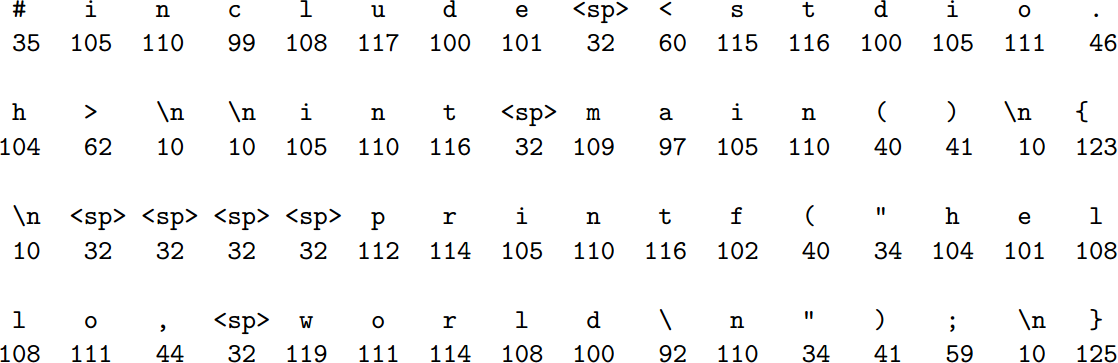 # i n c l u d e <sp> < s t d i o .
35 105 110 99 108 117 100 101 32 60 115 116 100 105 111 46
h > \n \n i n t <sp> m a i n ( ) \n {
104 62 10 10 105 110 116 32 109 97 105 110 40 41 10 123
\n <sp> <sp> <sp> <sp> p r i n t f ( " h e l
10 32 32 32 32 112 114 105 110 116 102 40 34 104 101 108
l o , <sp> w o r l d \ n " ) ; \n }
108 111 44 32 119 111 114 108 100 92 110 34 41 59 10 125